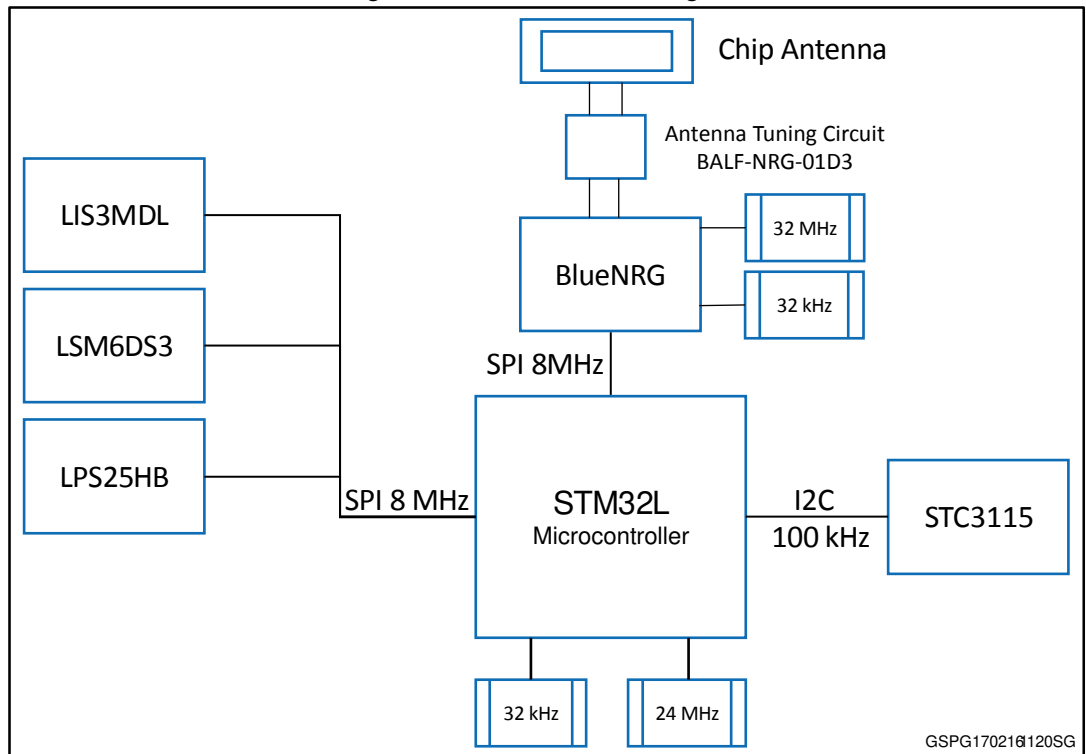 Chip Antenna
Antenna Tuning Circuit
BALF-NRG-01D3
LIS3MDL
32 MHz
BlueNRG
32 kHz
LSM6DS3
SPI 8MHz
LPS25HB
SPI 8 MHz
STM32L
Microcontroller
I2C
100 kHz
STC3115
32 kHz
24 MHz